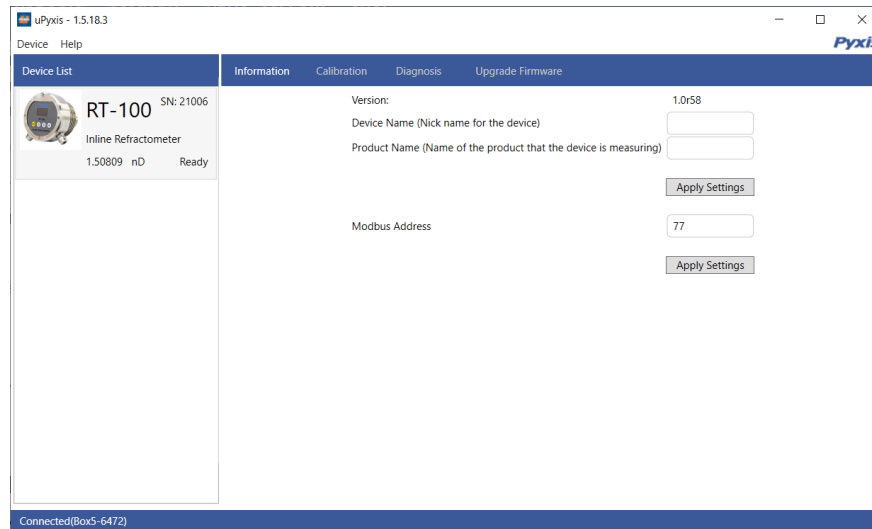 uPyxis - 1.5.18.3
Device Help
Device List
RT-100 SN: 21006
Inline Refractometer
1.50809 nD Ready
Information Calibration Diagnosis Upgrade Firmware
Version: 1.0r58
Device Name (Nick name for the device)
Product Name (Name of the product that the device is measuring)
Apply Settings
Modbus Address 77
Apply Settings
Connected(Box5-6472)